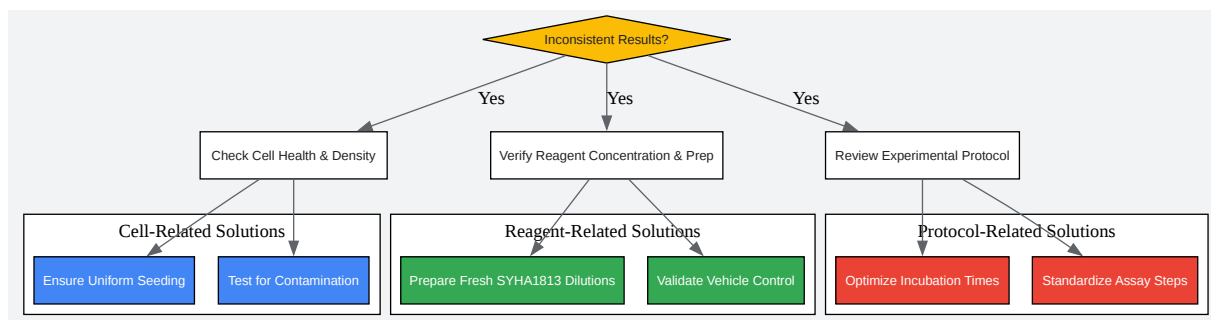 Inconsistent Results?
Yes
Yes
Yes
Check Cell Health & Density
Verify Reagent Concentration & Prep
Review Experimental Protocol
Cell-Related Solutions
Reagent-Related Solutions
Protocol-Related Solutions
Ensure Uniform Seeding
Test for Contamination
Prepare Fresh SYHA1813 Dilutions
Validate Vehicle Control
Optimize Incubation Times
Standardize Assay Steps